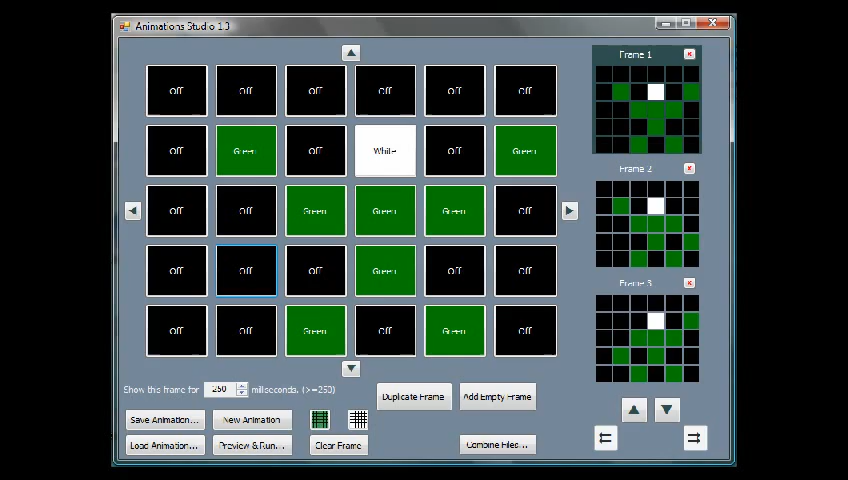 Animations Studio 1.3
Off Off Off Off Off Off
Off Green Off White Off Green
Off Off Green Green Green Off
Off Off Off Green Off Off
Off Off Green Off Green Off
Frame 1
Frame 2
Frame 3
Show this frame for 250 milliseconds. (>=250)
Duplicate Frame Add Empty Frame
Save Animation... New Animation
Load Animation... Preview & Run... Clear Frame Combine Files...